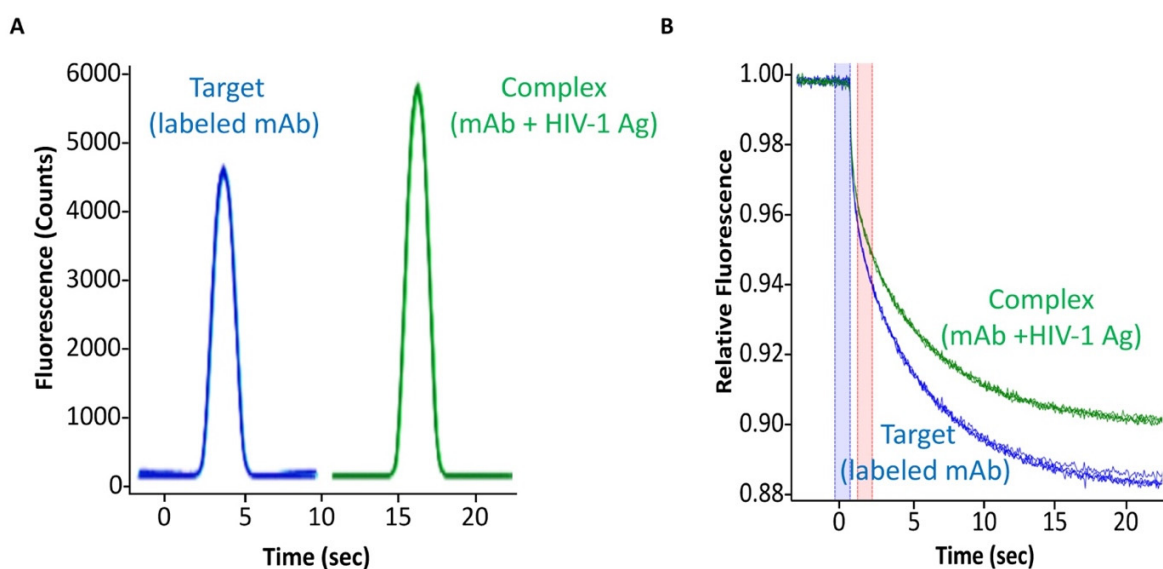 A
Fluorescence (Counts)
6000
5000
4000
3000
2000
1000
0
Target
(labeled mAb)
Complex
(mAb + HIV-1 Ag)
0 5 10 15 20
Time (sec)
B
Relative Fluorescence
1.00
0.98
0.96
0.94
0.92
0.90
0.88
Complex
(mAb +HIV-1 Ag)
Target
(labeled mAb)
0 5 10 15 20
Time (sec)